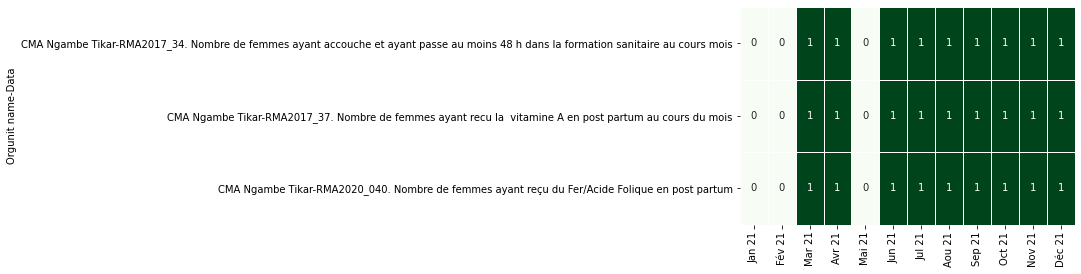 Orgunit name-Data
CMA Ngambe Tikar-RMA2017_34. Nombre de femmes ayant accouche et ayant passe au moins 48 h dans la formation sanitaire au cours mois
0 0 1 1 0 1 1 1 1 1 1 1
CMA Ngambe Tikar-RMA2017_37. Nombre de femmes ayant recu la  vitamine A en post partum au cours du mois
0 0 1 1 0 1 1 1 1 1 1 1
CMA Ngambe Tikar-RMA2020_040. Nombre de femmes ayant reçu du Fer/Acide Folique en post partum
0 0 1 1 0 1 1 1 1 1 1 1
Jan 21
Fév 21
Mar 21
Avr 21
Mai 21
Jun 21
Jul 21
Aou 21
Sep 21
Oct 21
Nov 21
Déc 21